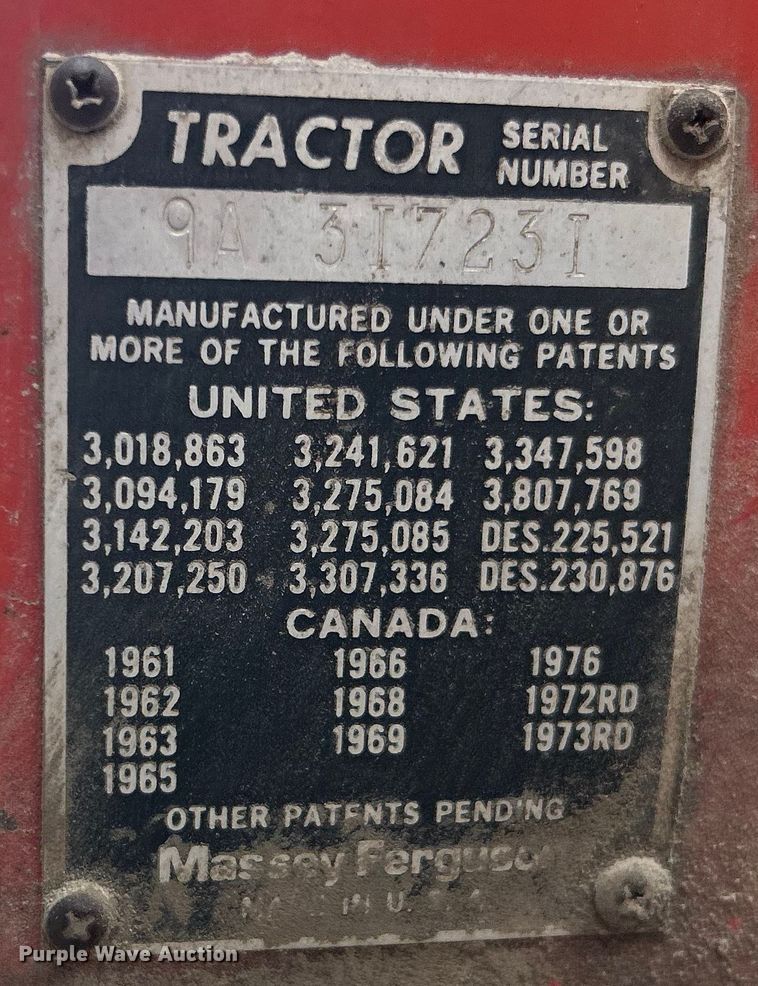 TRACTOR SERIAL NUMBER
9A 317231
MANUFACTURED UNDER ONE OR
MORE OF THE FOLLOWING PATENTS
UNITED STATES:
3,018,863 3,241,621 3,347,598
3,094,179 3,275,084 3,807,769
3,142,203 3,275,085 DES.225,521
3,207,250 3,307,336 DES.230,876
CANADA:
1961 1966 1976
1962 1968 1972RD
1963 1969 1973RD
1965
OTHER PATENTS PENDING
Massey Ferguson
Purple Wave Auction